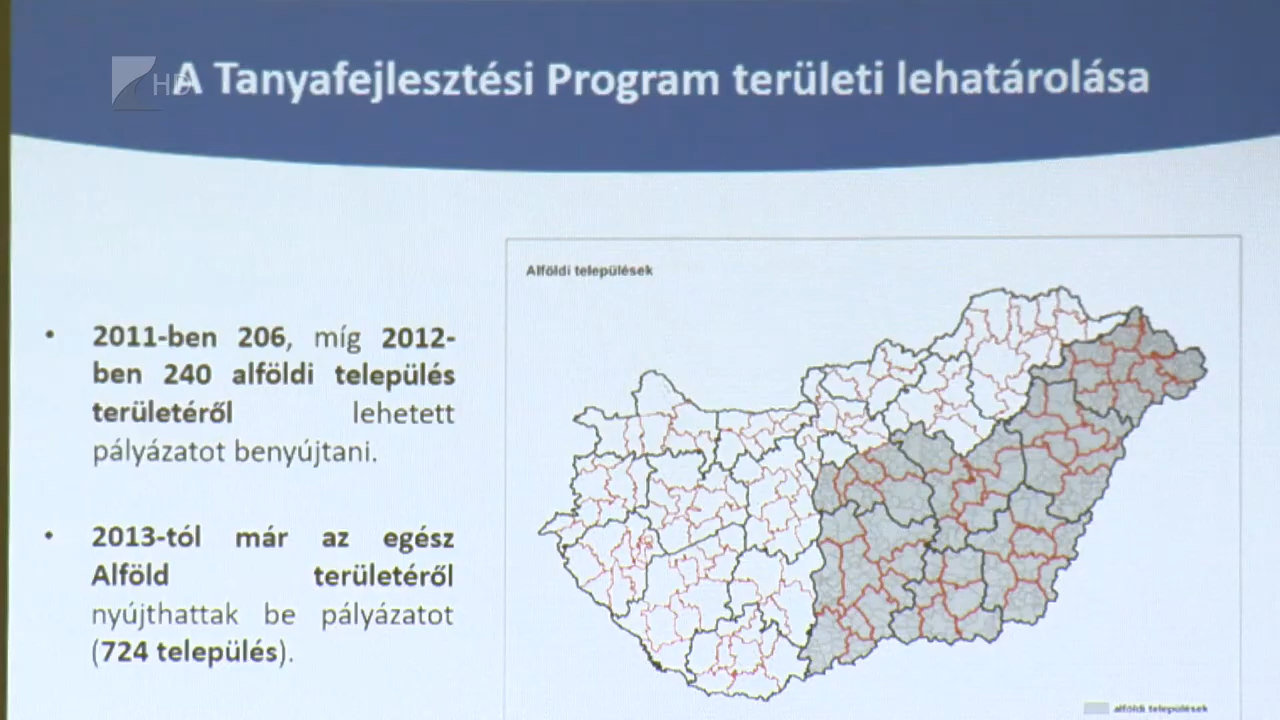 HD
A Tanyafejlesztési Program területi lehatárolása
• 2011-ben 206, míg 2012-
ben 240 alföldi település
területéről lehetett
pályázatot benyújtani.
• 2013-tól már az egész
Alföld területéről
nyújthattak be pályázatot
(724 település).
Alföldi települések
alföldi települések